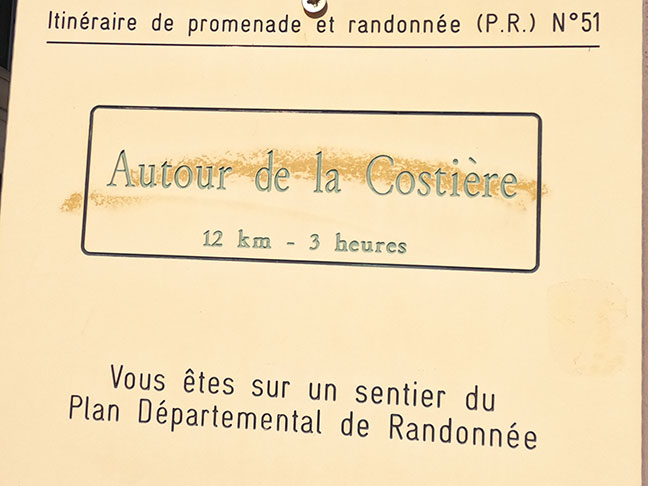 Itinéraire de promenade et randonnée (P.R.) N°51
Autour de la Costière
12 km - 3 heures
Vous êtes sur un sentier du
Plan Départemental de Randonnée